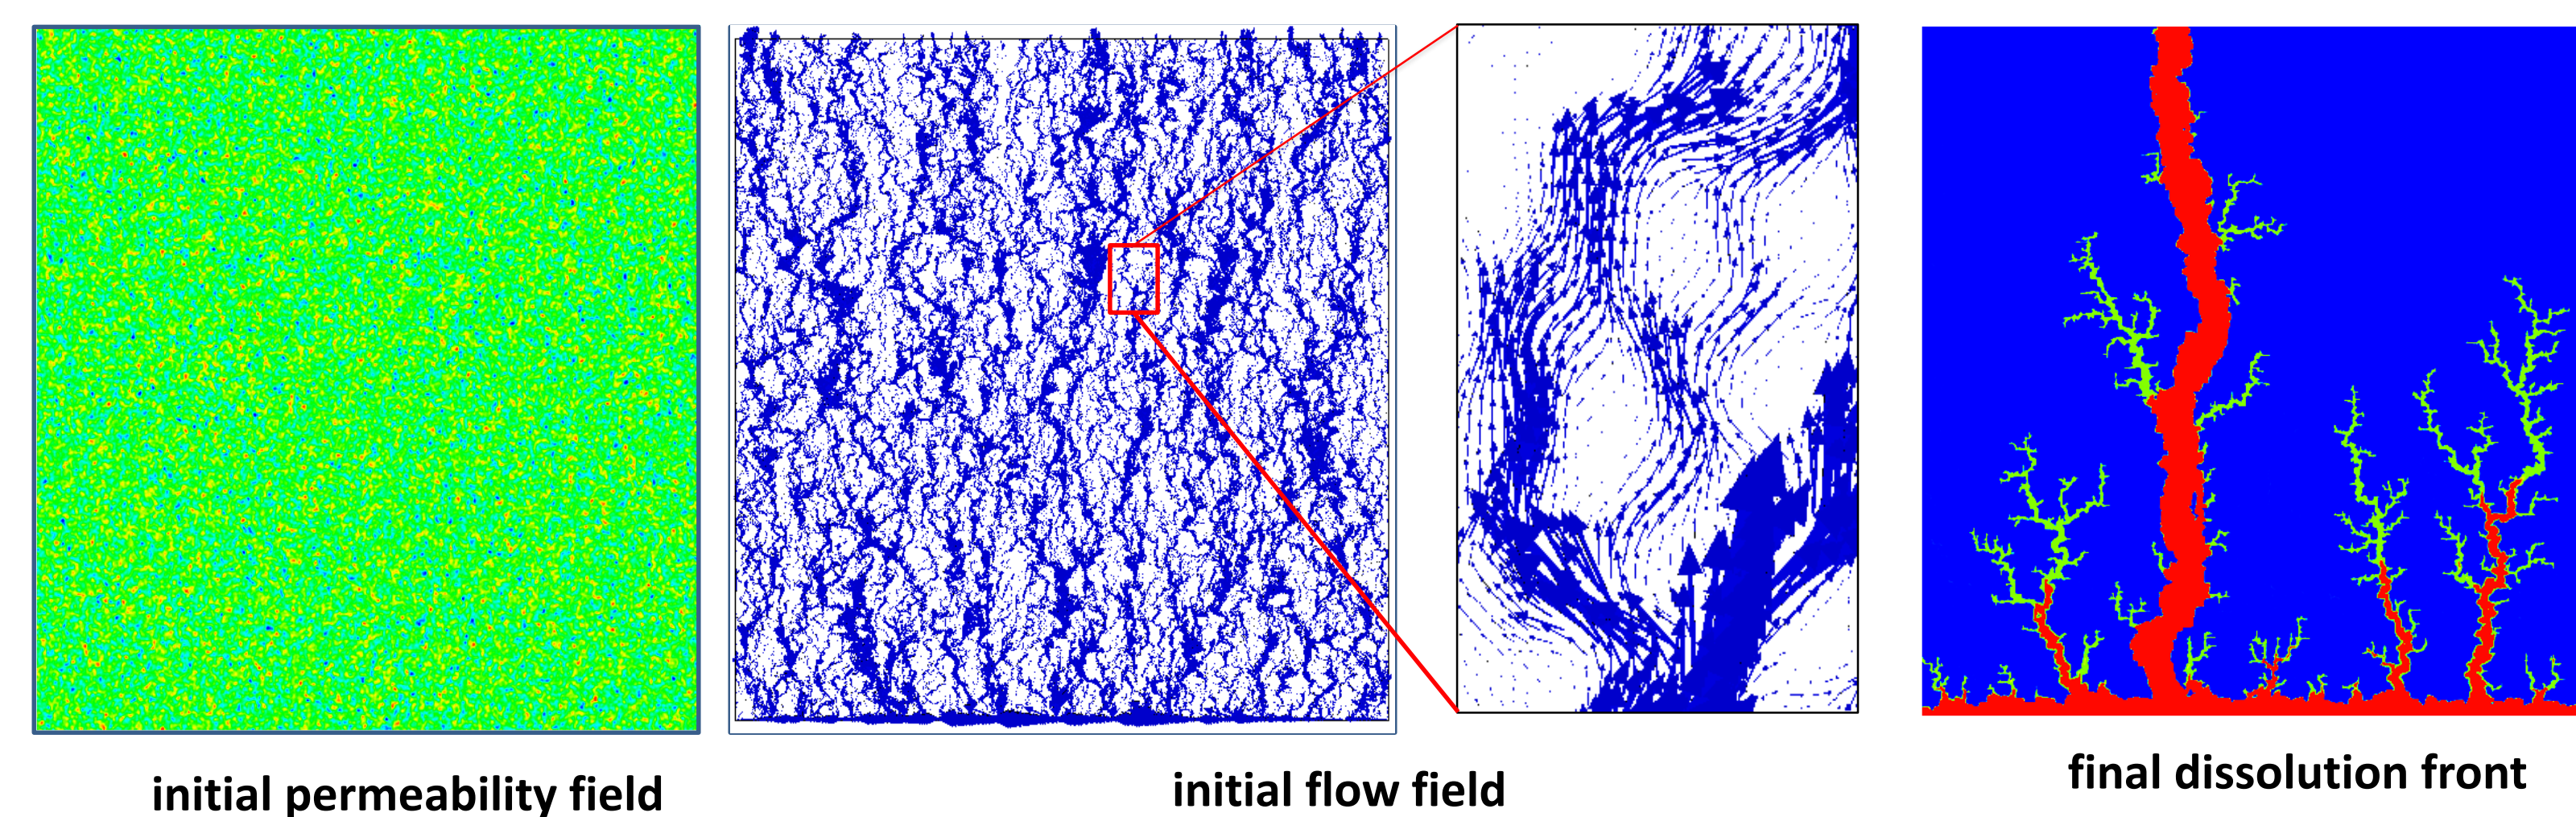 initial permeability field
initial flow field
final dissolution front